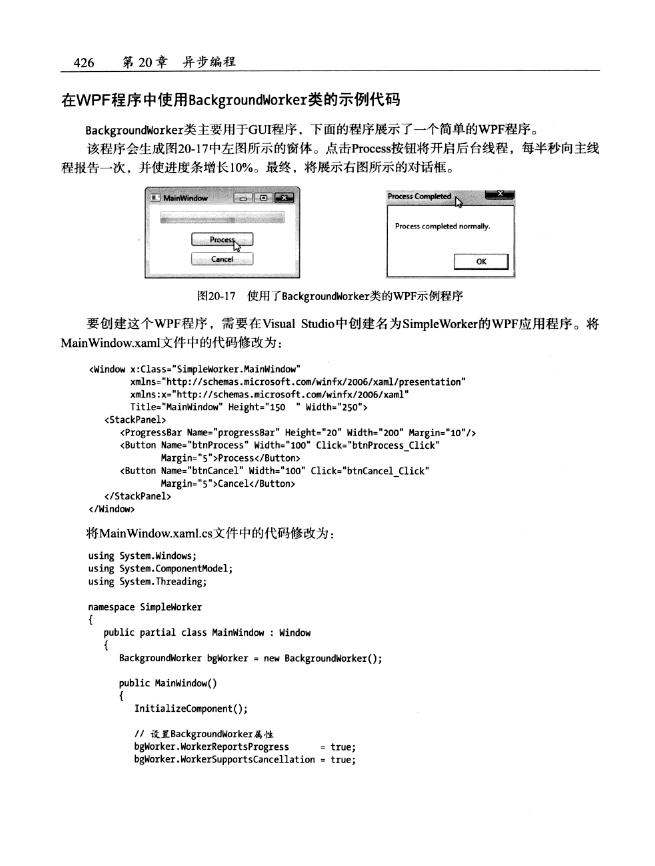 426 第20章 异步编程
在WPF程序中使用BackgroundWorker类的示例代码
BackgroundWorker类主要用于GUI程序，下面的程序展示了一个简单的WPF程序。
该程序会生成图20-17中左图所示的窗体。点击Process按钮将开启后台线程，每半秒向主线
程报告一次，并使进度条增长10%。最终，将展示右图所示的对话框。
MainWindow
Process
Cancel
Process Completed
Process completed normally.
OK
图20-17 使用了BackgroundWorker类的WPF示例程序
要创建这个WPF程序，需要在Visual Studio中创建名为SimpleWorker的WPF应用程序。将
MainWindow.xaml文件中的代码修改为：
<Window x:Class="SimpleWorker.MainWindow"
xmlns="http://schemas.microsoft.com/winfx/2006/xaml/presentation"
xmlns:x="http://schemas.microsoft.com/winfx/2006/xaml"
Title="MainWindow" Height="150 " Width="250">
<StackPanel>
<ProgressBar Name="progressBar" Height="20" Width="200" Margin="10"/>
<Button Name="btnProcess" Width="100" Click="btnProcess_Click"
Margin="5">Process</Button>
<Button Name="btnCancel" Width="100" Click="btnCancel_Click"
Margin="5">Cancel</Button>
</StackPanel>
</Window>
将MainWindow.xaml.cs文件中的代码修改为：
using System.Windows;
using System.ComponentModel;
using System.Threading;
namespace SimpleWorker
{
public partial class MainWindow : Window
{
BackgroundWorker bgWorker = new BackgroundWorker();
public MainWindow()
{
InitializeComponent();
// 设置BackgroundWorker属性
bgWorker.WorkerReportsProgress = true;
bgWorker.WorkerSupportsCancellation = true;